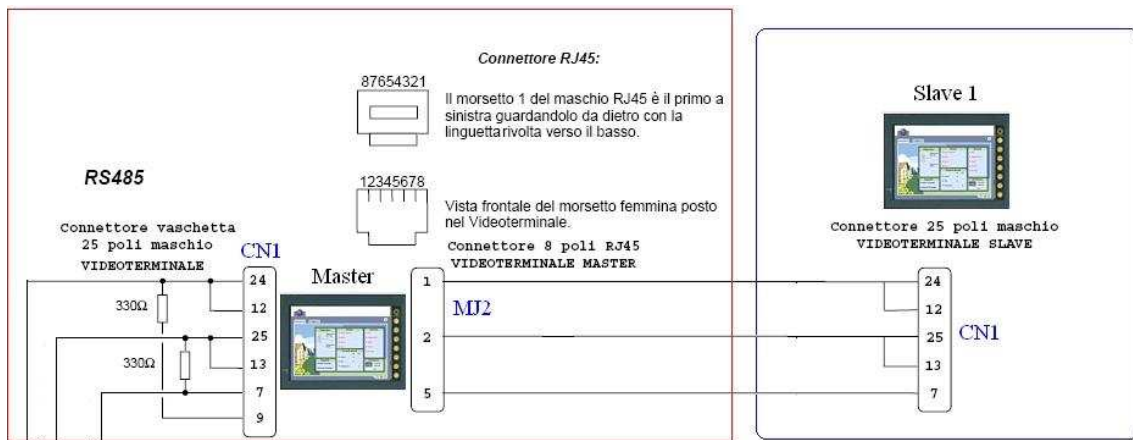 Connettore RJ45:
87654321
Il morsetto 1 del maschio RJ45 è il primo a
sinistra guardandolo da dietro con la
linguetta rivolta verso il basso.
RS485
12345678
Vista frontale del morsetto femmina posto
nel Videoterminale.
Connettore vaschetta
25 poli maschio
VIDEOTERMINALE
CN1
Master
Connettore 8 poli RJ45
VIDEOTERMINALE MASTER
MJ2
Slave 1
Connettore 25 poli maschio
VIDEOTERMINALE SLAVE
CN1
330Ω
330Ω
24
12
25
13
7
9
1
2
5
24
12
25
13
7